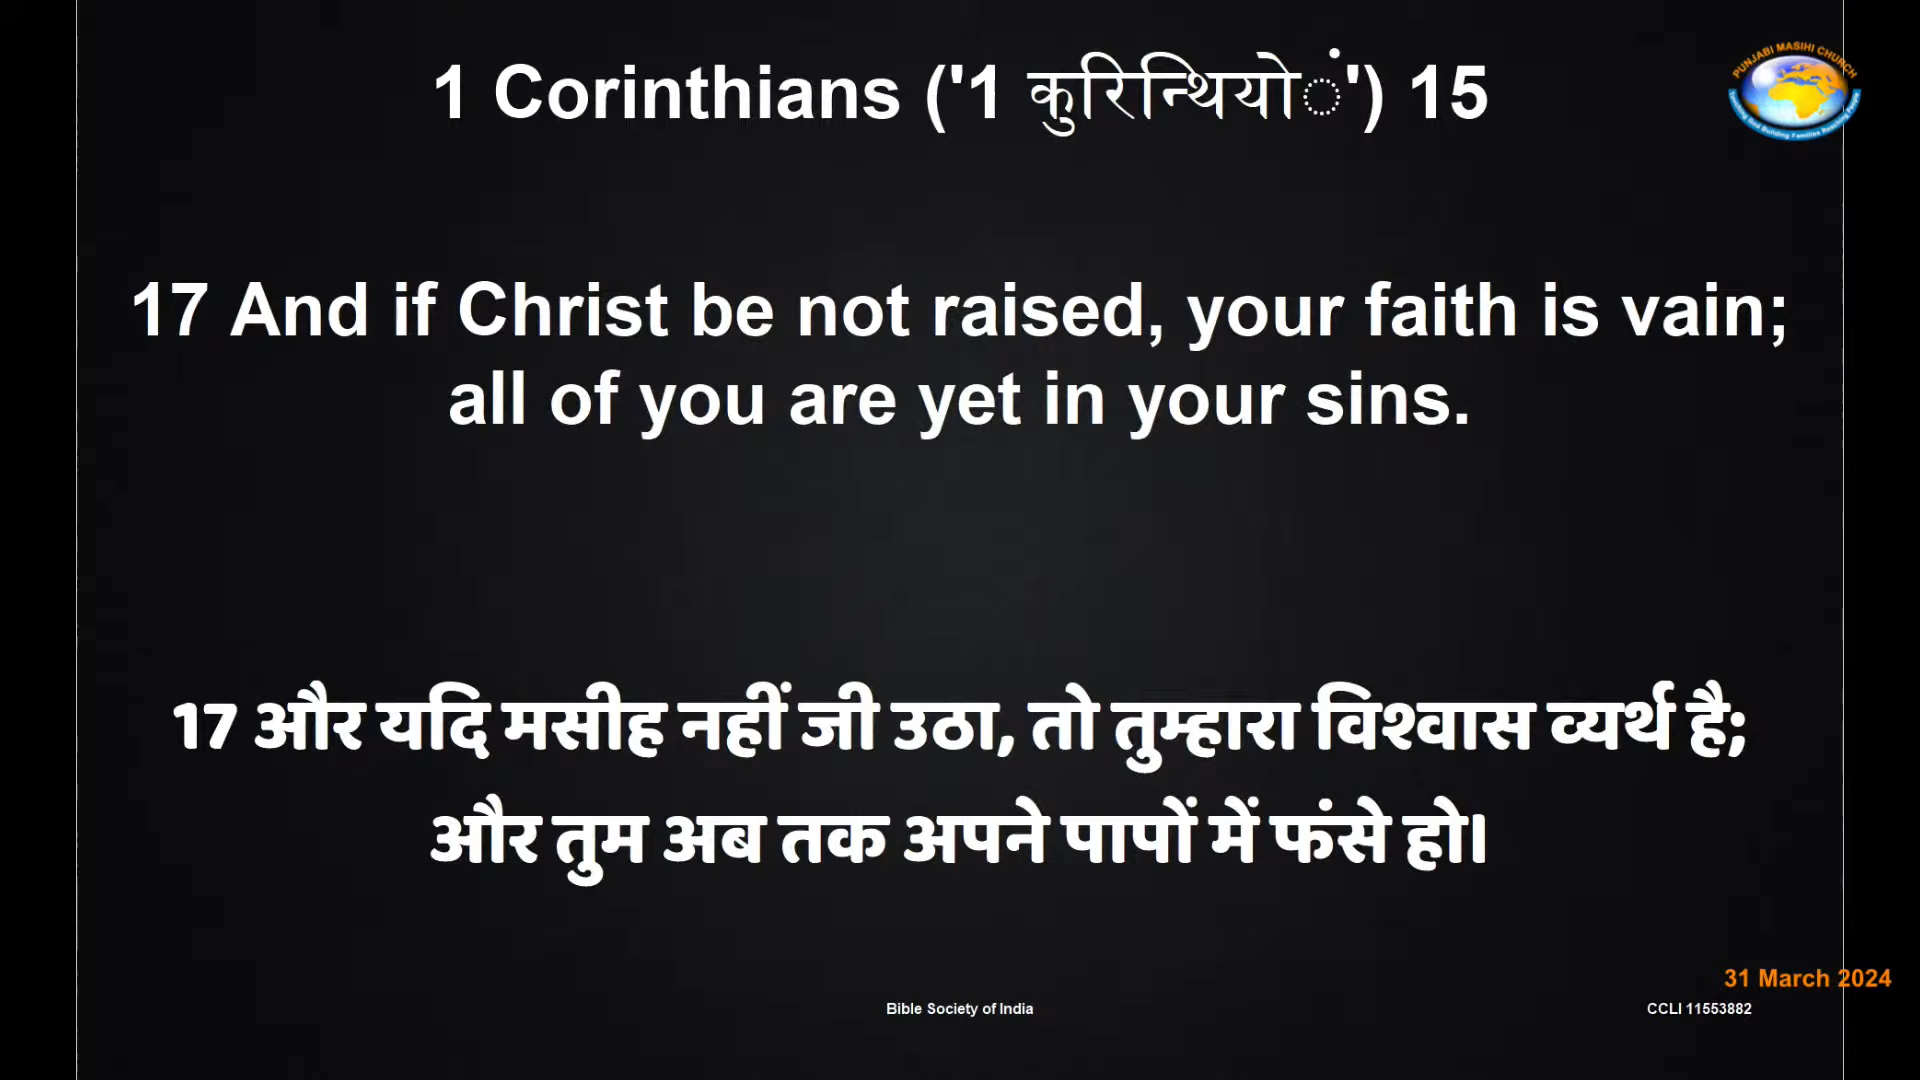 1 Corinthians ('1 कुरिन्थियों') 15
PUNJABI MASIHI CHURCH
17 And if Christ be not raised, your faith is vain;
all of you are yet in your sins.
17 और यदि मसीह नहीं जी उठा, तो तुम्हारा विश्वास व्यर्थ है;
और तुम अब तक अपने पापों में फंसे हो।
31 March 2024
Bible Society of India
CCLI 11553882